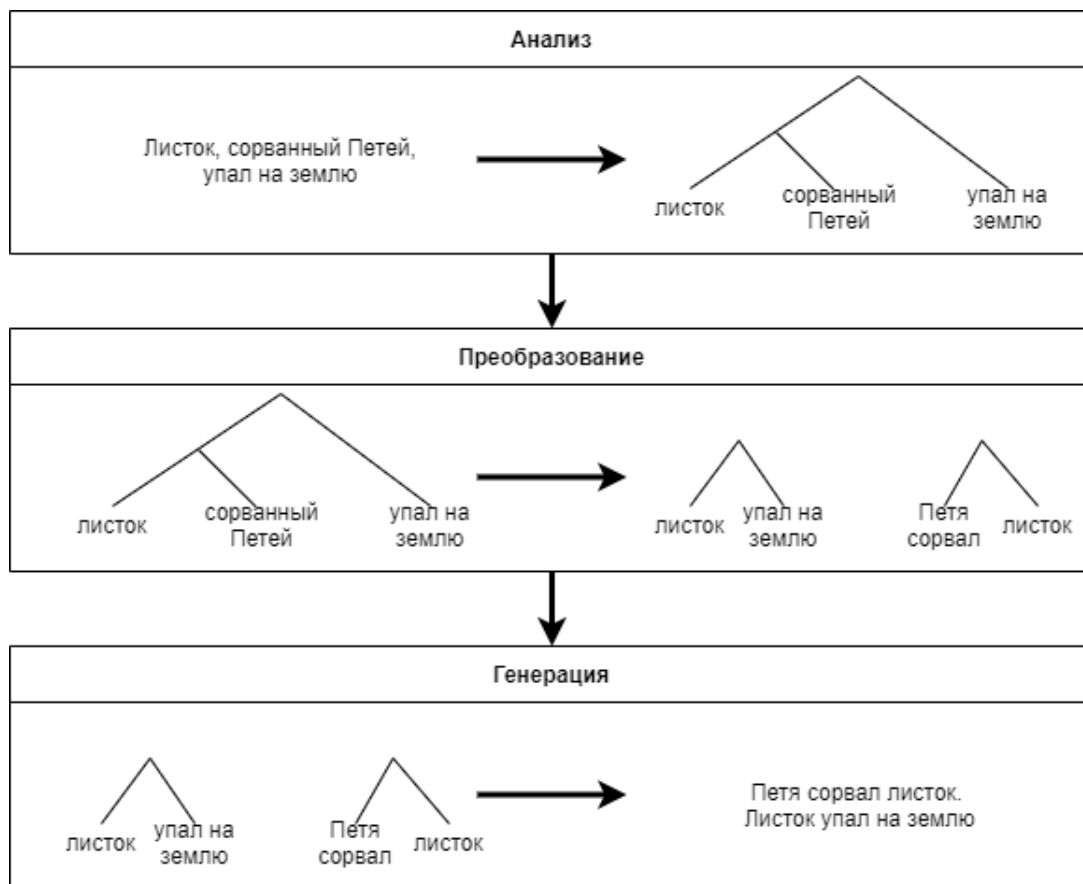 Анализ
Листок, сорванный Петей,
упал на землю
листок
сорванный
Петей
упал на
землю
Преобразование
листок
сорванный
Петей
упал на
землю
листок
упал на
землю
Петя
сорвал
листок
Генерация
листок
упал на
землю
Петя
сорвал
листок
Петя сорвал листок.
Листок упал на землю